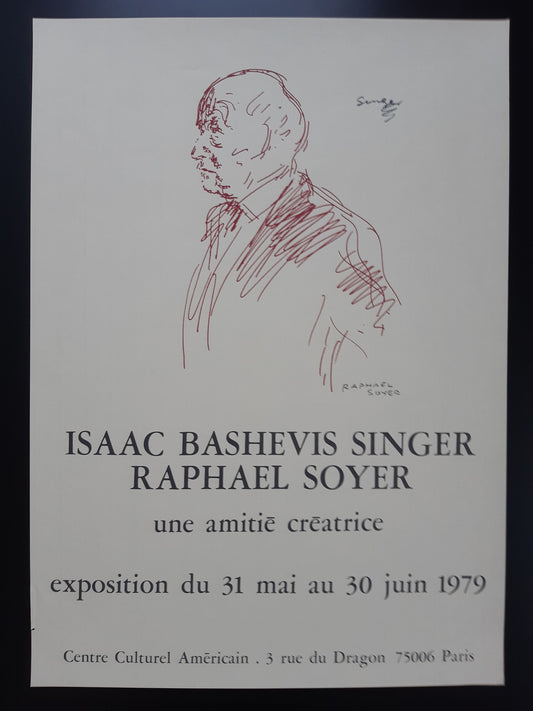 Singer
RAPHAEL
SOYER
ISAAC BASHEVIS SINGER
RAPHAEL SOYER
une amitiē crēatrice
exposition du 31 mai au 30 juin 1979
Centre Culturel Amēricain . 3 rue du Dragon 75006 Paris